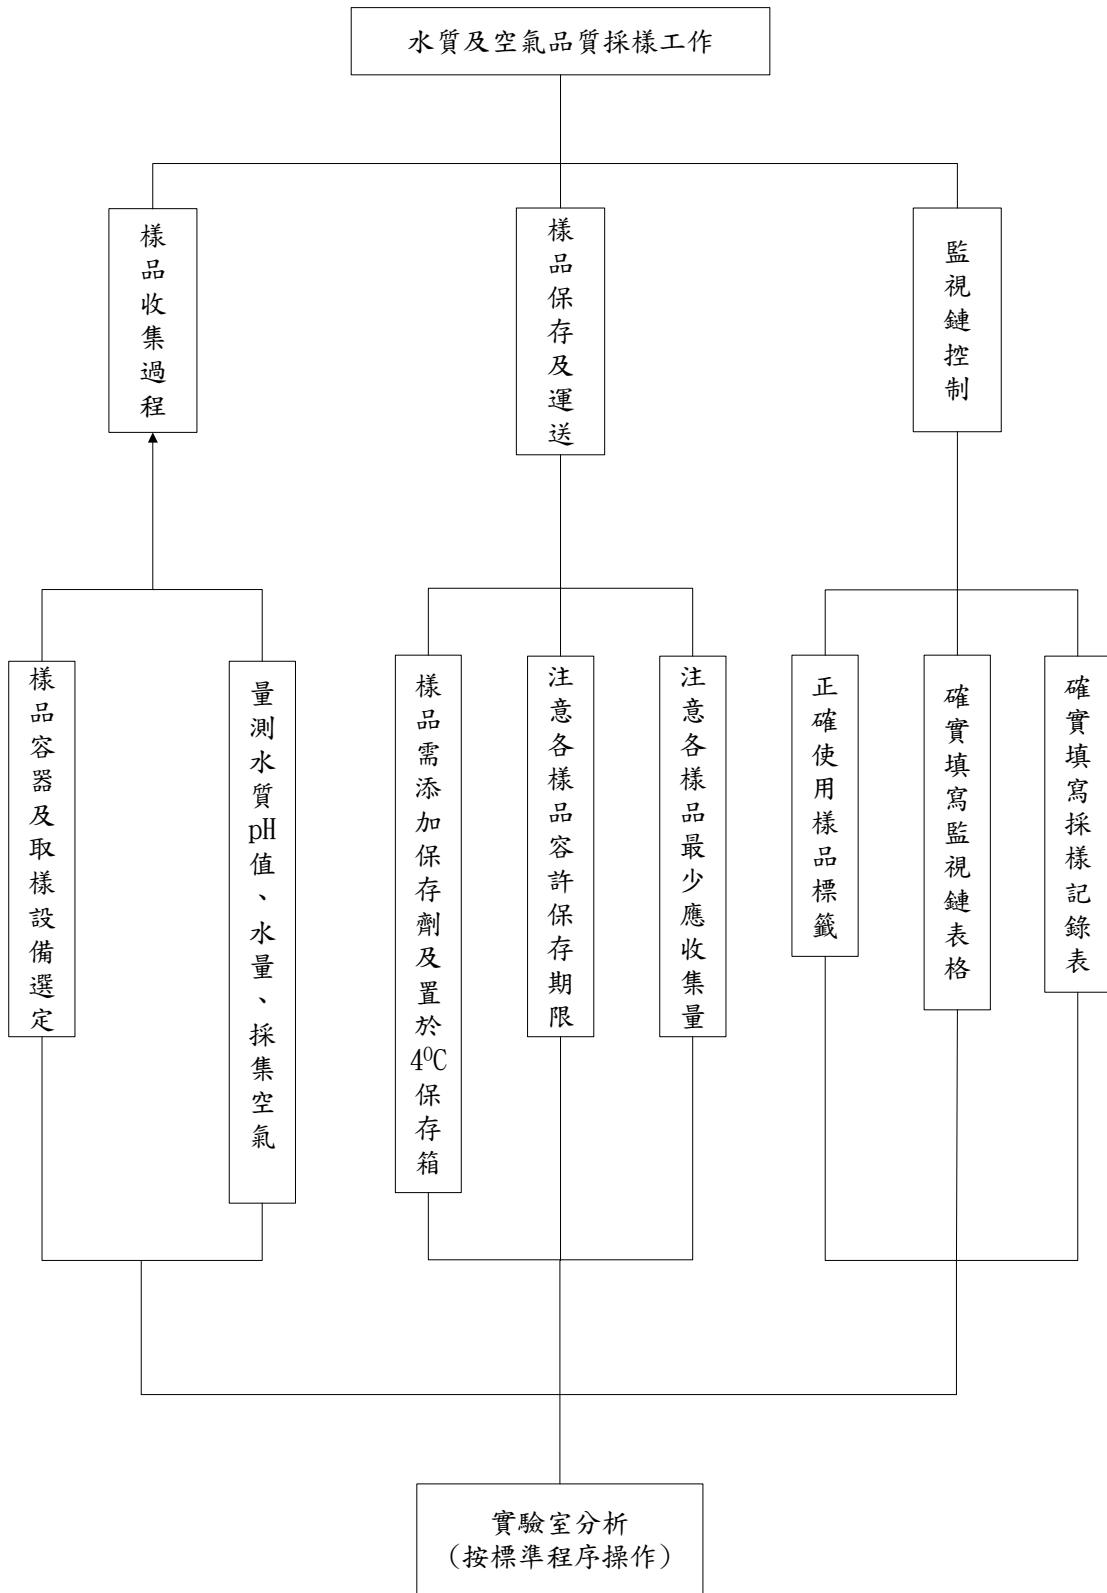 水質及空氣品質採樣工作
樣品收集過程
樣品保存及運送
監視鏈控制
樣品容器及取樣設備選定
量測水質pH值、水量、採集空氣
樣品需添加保存劑及置於4⁰C保存箱
注意各樣品容許保存期限
注意各樣品最少應收集量
正確使用樣品標籤
確實填寫監視鏈表格
確實填寫採樣記錄表
實驗室分析
（按標準程序操作）